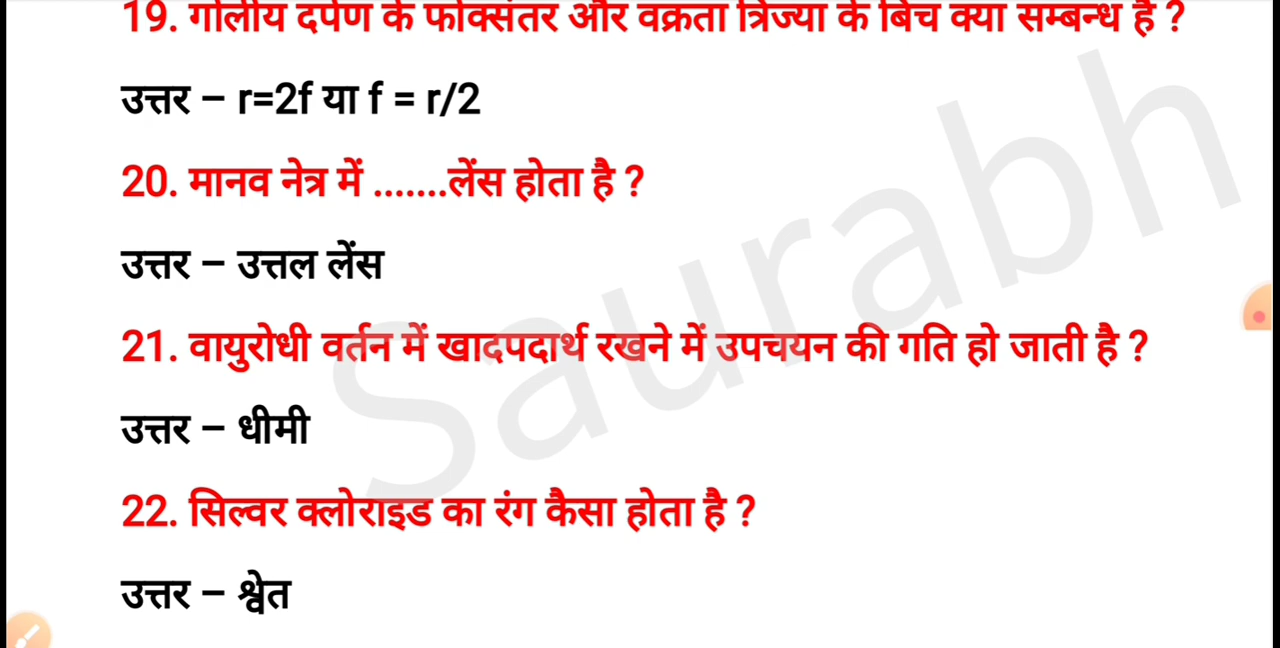 19. गोलीय दर्पण के फोक्संतर और वक्रता त्रिज्या के बिच क्या सम्बन्ध है ?
उत्तर – r=2f या f = r/2
20. मानव नेत्र में .......लेंस होता है ?
उत्तर – उत्तल लेंस
21. वायुरोधी वर्तन में खादपदार्थ रखने में उपचयन की गति हो जाती है ?
उत्तर – धीमी
22. सिल्वर क्लोराइड का रंग कैसा होता है ?
उत्तर – श्वेत
Saurabh